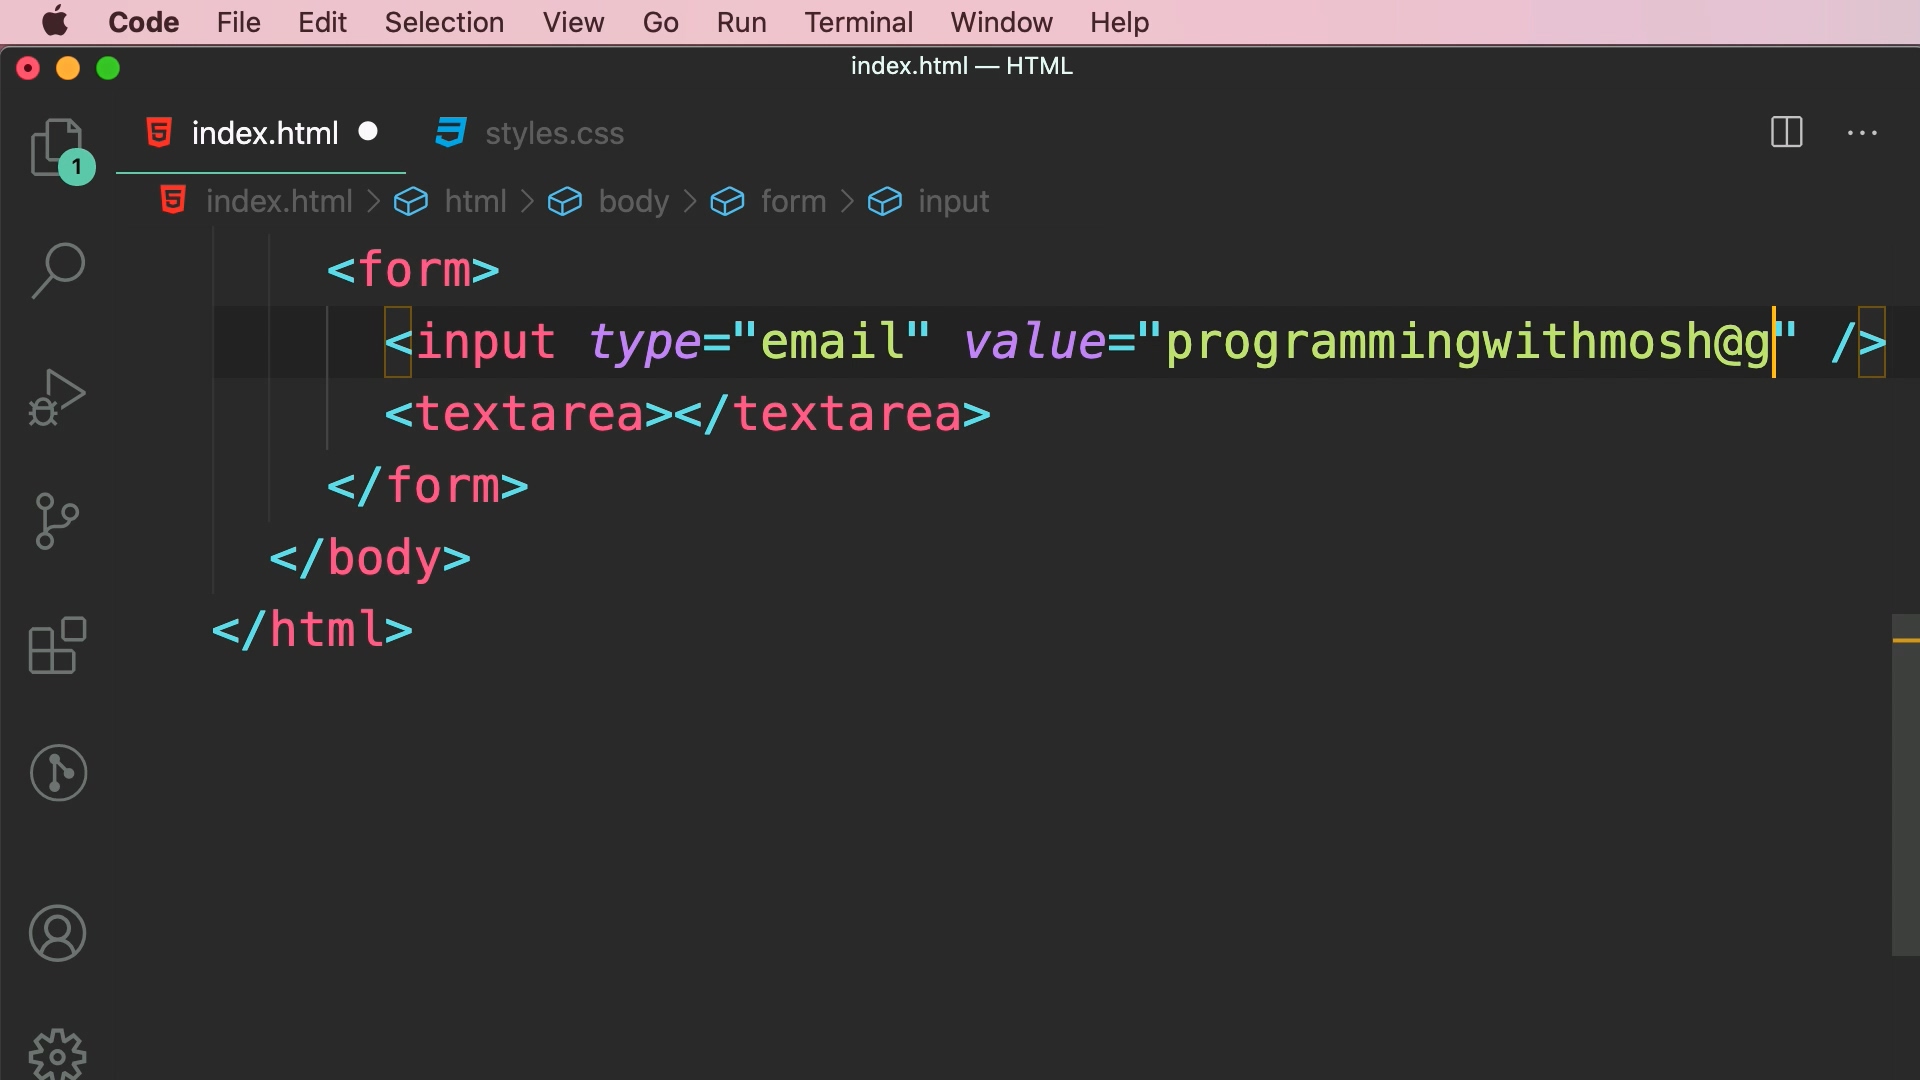 Code File Edit Selection View Go Run Terminal Window Help
index.html — HTML
index.html styles.css
1
index.html > html > body > form > input
<form>
<input type="email" value="programmingwithmosh@g" />
<textarea></textarea>
</form>
</body>
</html>